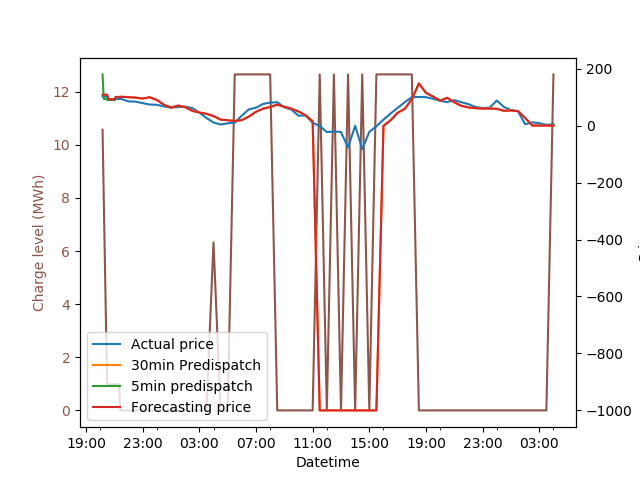 12
10
8
6
4
2
0
Charge level (MWh)
200
0
−200
−400
−600
−800
−1000
Actual price
30min Predispatch
5min predispatch
Forecasting price
19:00 23:00 03:00 07:00 11:00 15:00 19:00 23:00 03:00
Datetime